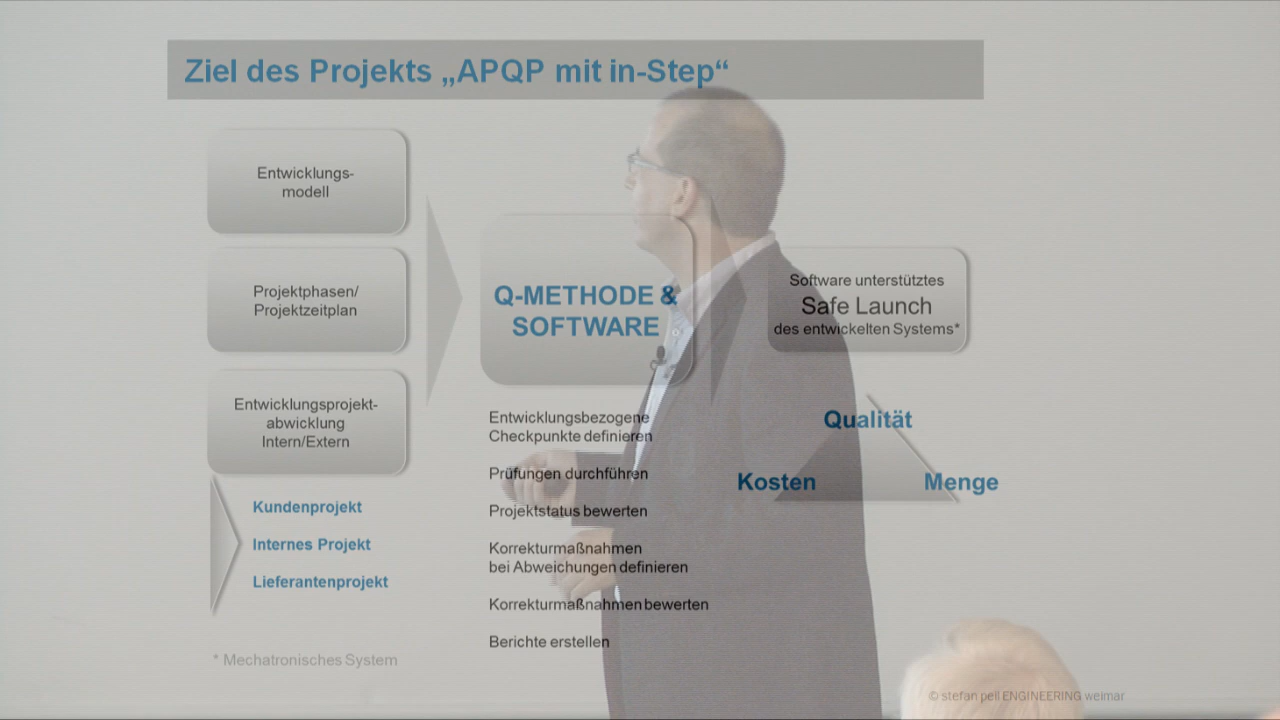 Ziel des Projekts „APQP mit in-Step“
Entwicklungs-
modell
Projektphasen/
Projektzeitplan
Entwicklungsprojekt-
abwicklung
Intern/Extern
Kundenprojekt
Internes Projekt
Lieferantenprojekt
* Mechatronisches System
Q-METHODE &
SOFTWARE
Entwicklungsbezogene
Checkpunkte definieren
Prüfungen durchführen
Projektstatus bewerten
Korrekturmaßnahmen
bei Abweichungen definieren
Korrekturmaßnahmen bewerten
Berichte erstellen
Software unterstütztes
Safe Launch
des entwickelten Systems*
Qualität
Kosten
Menge
© stefan peil ENGINEERING weimar